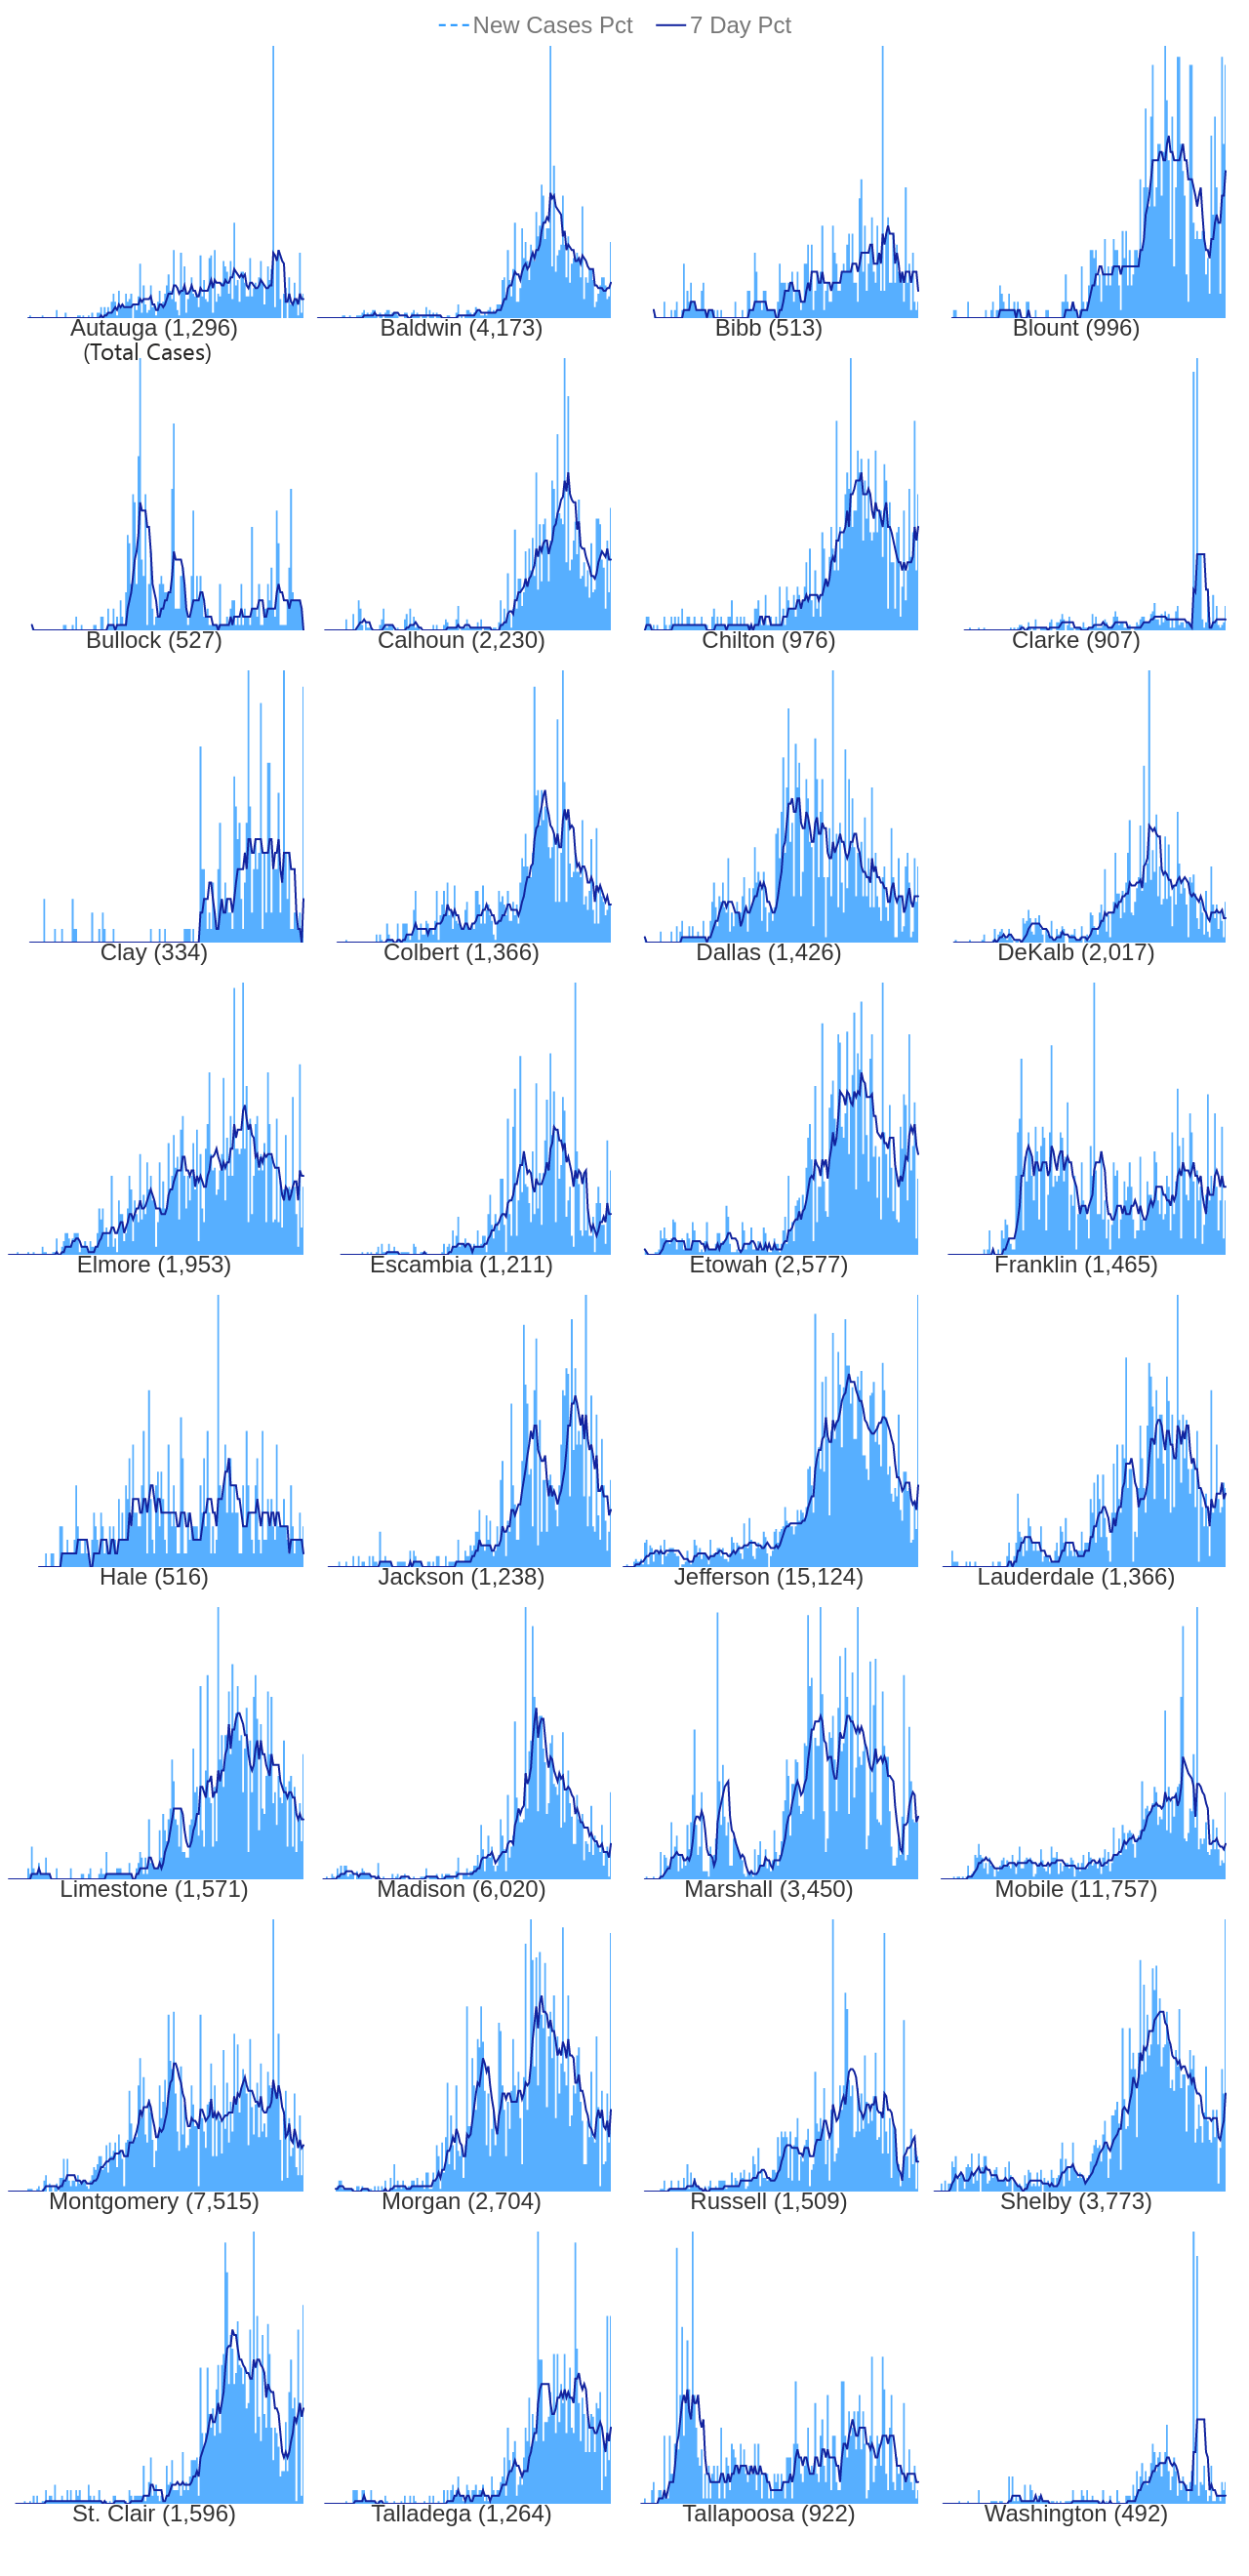 New Cases Pct 7 Day Pct
Autauga (1,296) Baldwin (4,173) Bibb (513) Blount (996)
(Total Cases)
Bullock (527) Calhoun (2,230) Chilton (976) Clarke (907)
Clay (334) Colbert (1,366) Dallas (1,426) DeKalb (2,017)
Elmore (1,953) Escambia (1,211) Etowah (2,577) Franklin (1,465)
Hale (516) Jackson (1,238) Jefferson (15,124) Lauderdale (1,366)
Limestone (1,571) Madison (6,020) Marshall (3,450) Mobile (11,757)
Montgomery (7,515) Morgan (2,704) Russell (1,509) Shelby (3,773)
St. Clair (1,596) Talladega (1,264) Tallapoosa (922) Washington (492)